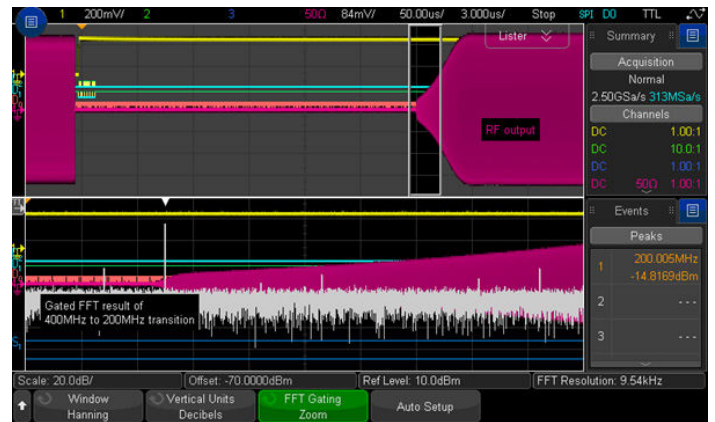 1 200mV/ 2 3 50Ω 84mV/ 50.00us/ 3.000us/ Stop SPI D0 TTL
Lister
Summary
Acquisition
Normal
2.50GSa/s 313MSa/s
Channels
DC 1.00:1
DC 10.0:1
DC 1.00:1
DC 50Ω 1.00:1
RF output
Events
Peaks
1 200.005MHz
-14.8169dBm
2 ---
3 ---
Gated FFT result of
400MHz to 200MHz transition
S1
Scale: 20.0dB/ Offset: -70.0000dBm Ref Level: 10.0dBm FFT Resolution: 9.54kHz
Window
Hanning
Vertical Units
Decibels
FFT Gating
Zoom
Auto Setup